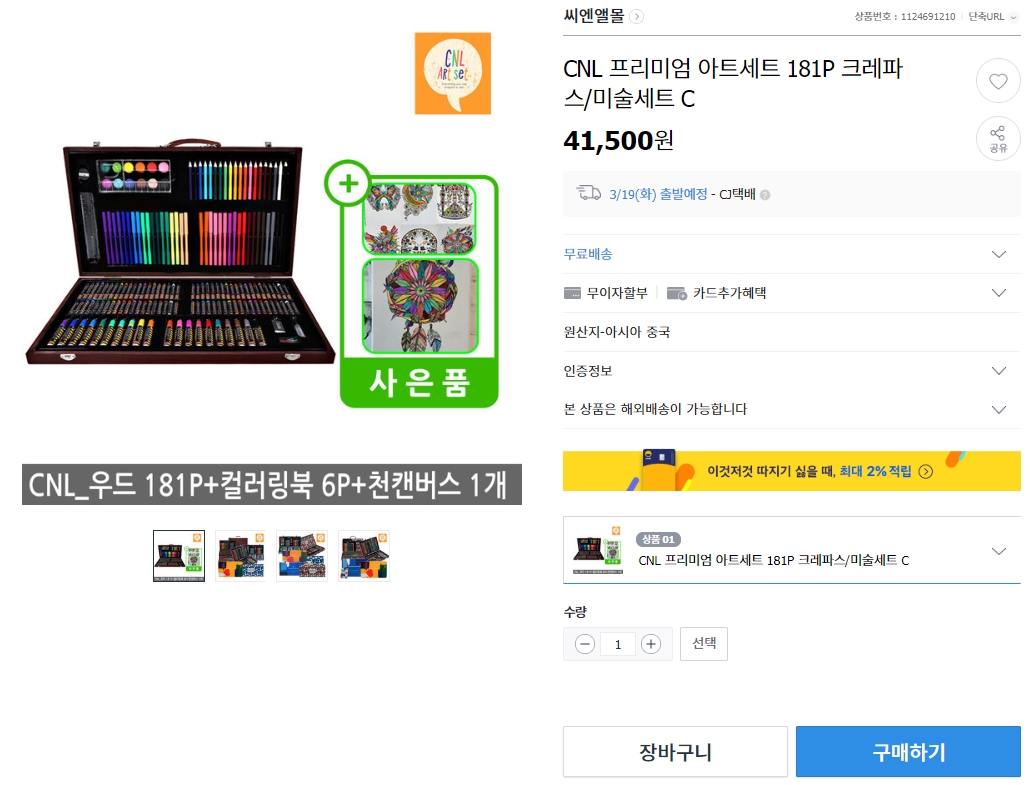 CNL
Art set
사은품
CNL_우드 181P+컬러링북 6P+천캔버스 1개
씨엔앨몰
상품번호 : 1124691210
단축URL
CNL 프리미엄 아트세트 181P 크레파
스/미술세트 C
41,500원
공유
3/19(화) 출발예정 - CJ택배
무료배송
무이자할부
카드추가혜택
원산지-아시아 중국
인증정보
본 상품은 해외배송이 가능합니다
이것저것 따지기 싫을 때, 최대 2% 적립
상품 01
CNL 프리미엄 아트세트 181P 크레파스/미술세트 C
수량
1
선택
장바구니
구매하기